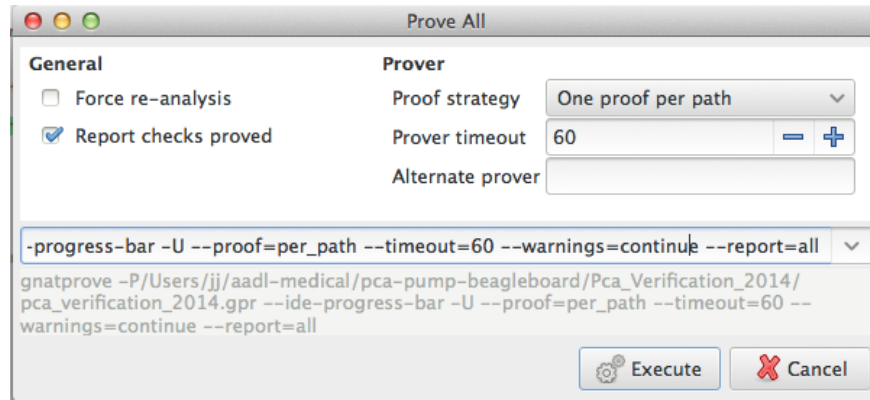 Prove All
General
Prover
Force re-analysis
Proof strategy
One proof per path
Report checks proved
Prover timeout
60
Alternate prover
-progress-bar -U --proof=per_path --timeout=60 --warnings=continue --report=all
gnatprove -P/Users/jj/aadl-medical/pca-pump-beagleboard/Pca_Verification_2014/
pca_verification_2014.gpr --ide-progress-bar -U --proof=per_path --timeout=60 --
warnings=continue --report=all
Execute
Cancel